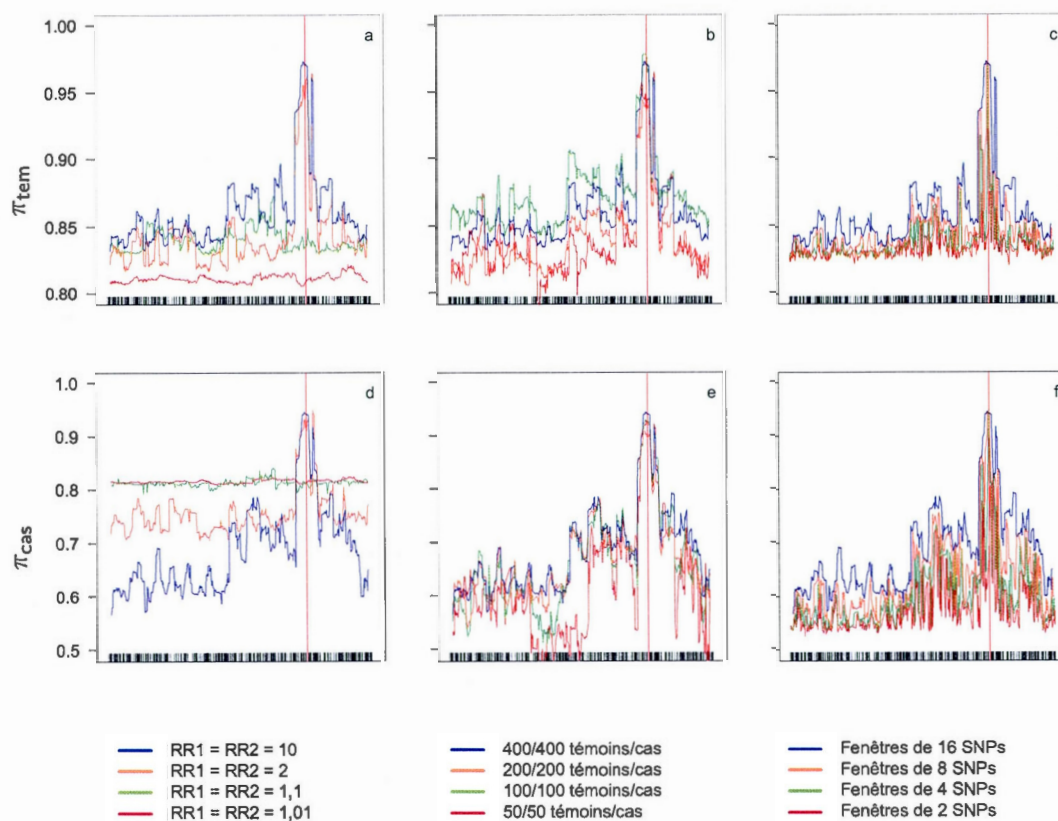 a
b
c
1.00
0.95
0.90
0.85
0.80
πtem
d
e
f
1.0
0.9
0.8
0.7
0.6
0.5
πcas
RR1 = RR2 = 10
RR1 = RR2 = 2
RR1 = RR2 = 1,1
RR1 = RR2 = 1,01
400/400 témoins/cas
200/200 témoins/cas
100/100 témoins/cas
50/50 témoins/cas
Fenêtres de 16 SNPs
Fenêtres de 8 SNPs
Fenêtres de 4 SNPs
Fenêtres de 2 SNPs